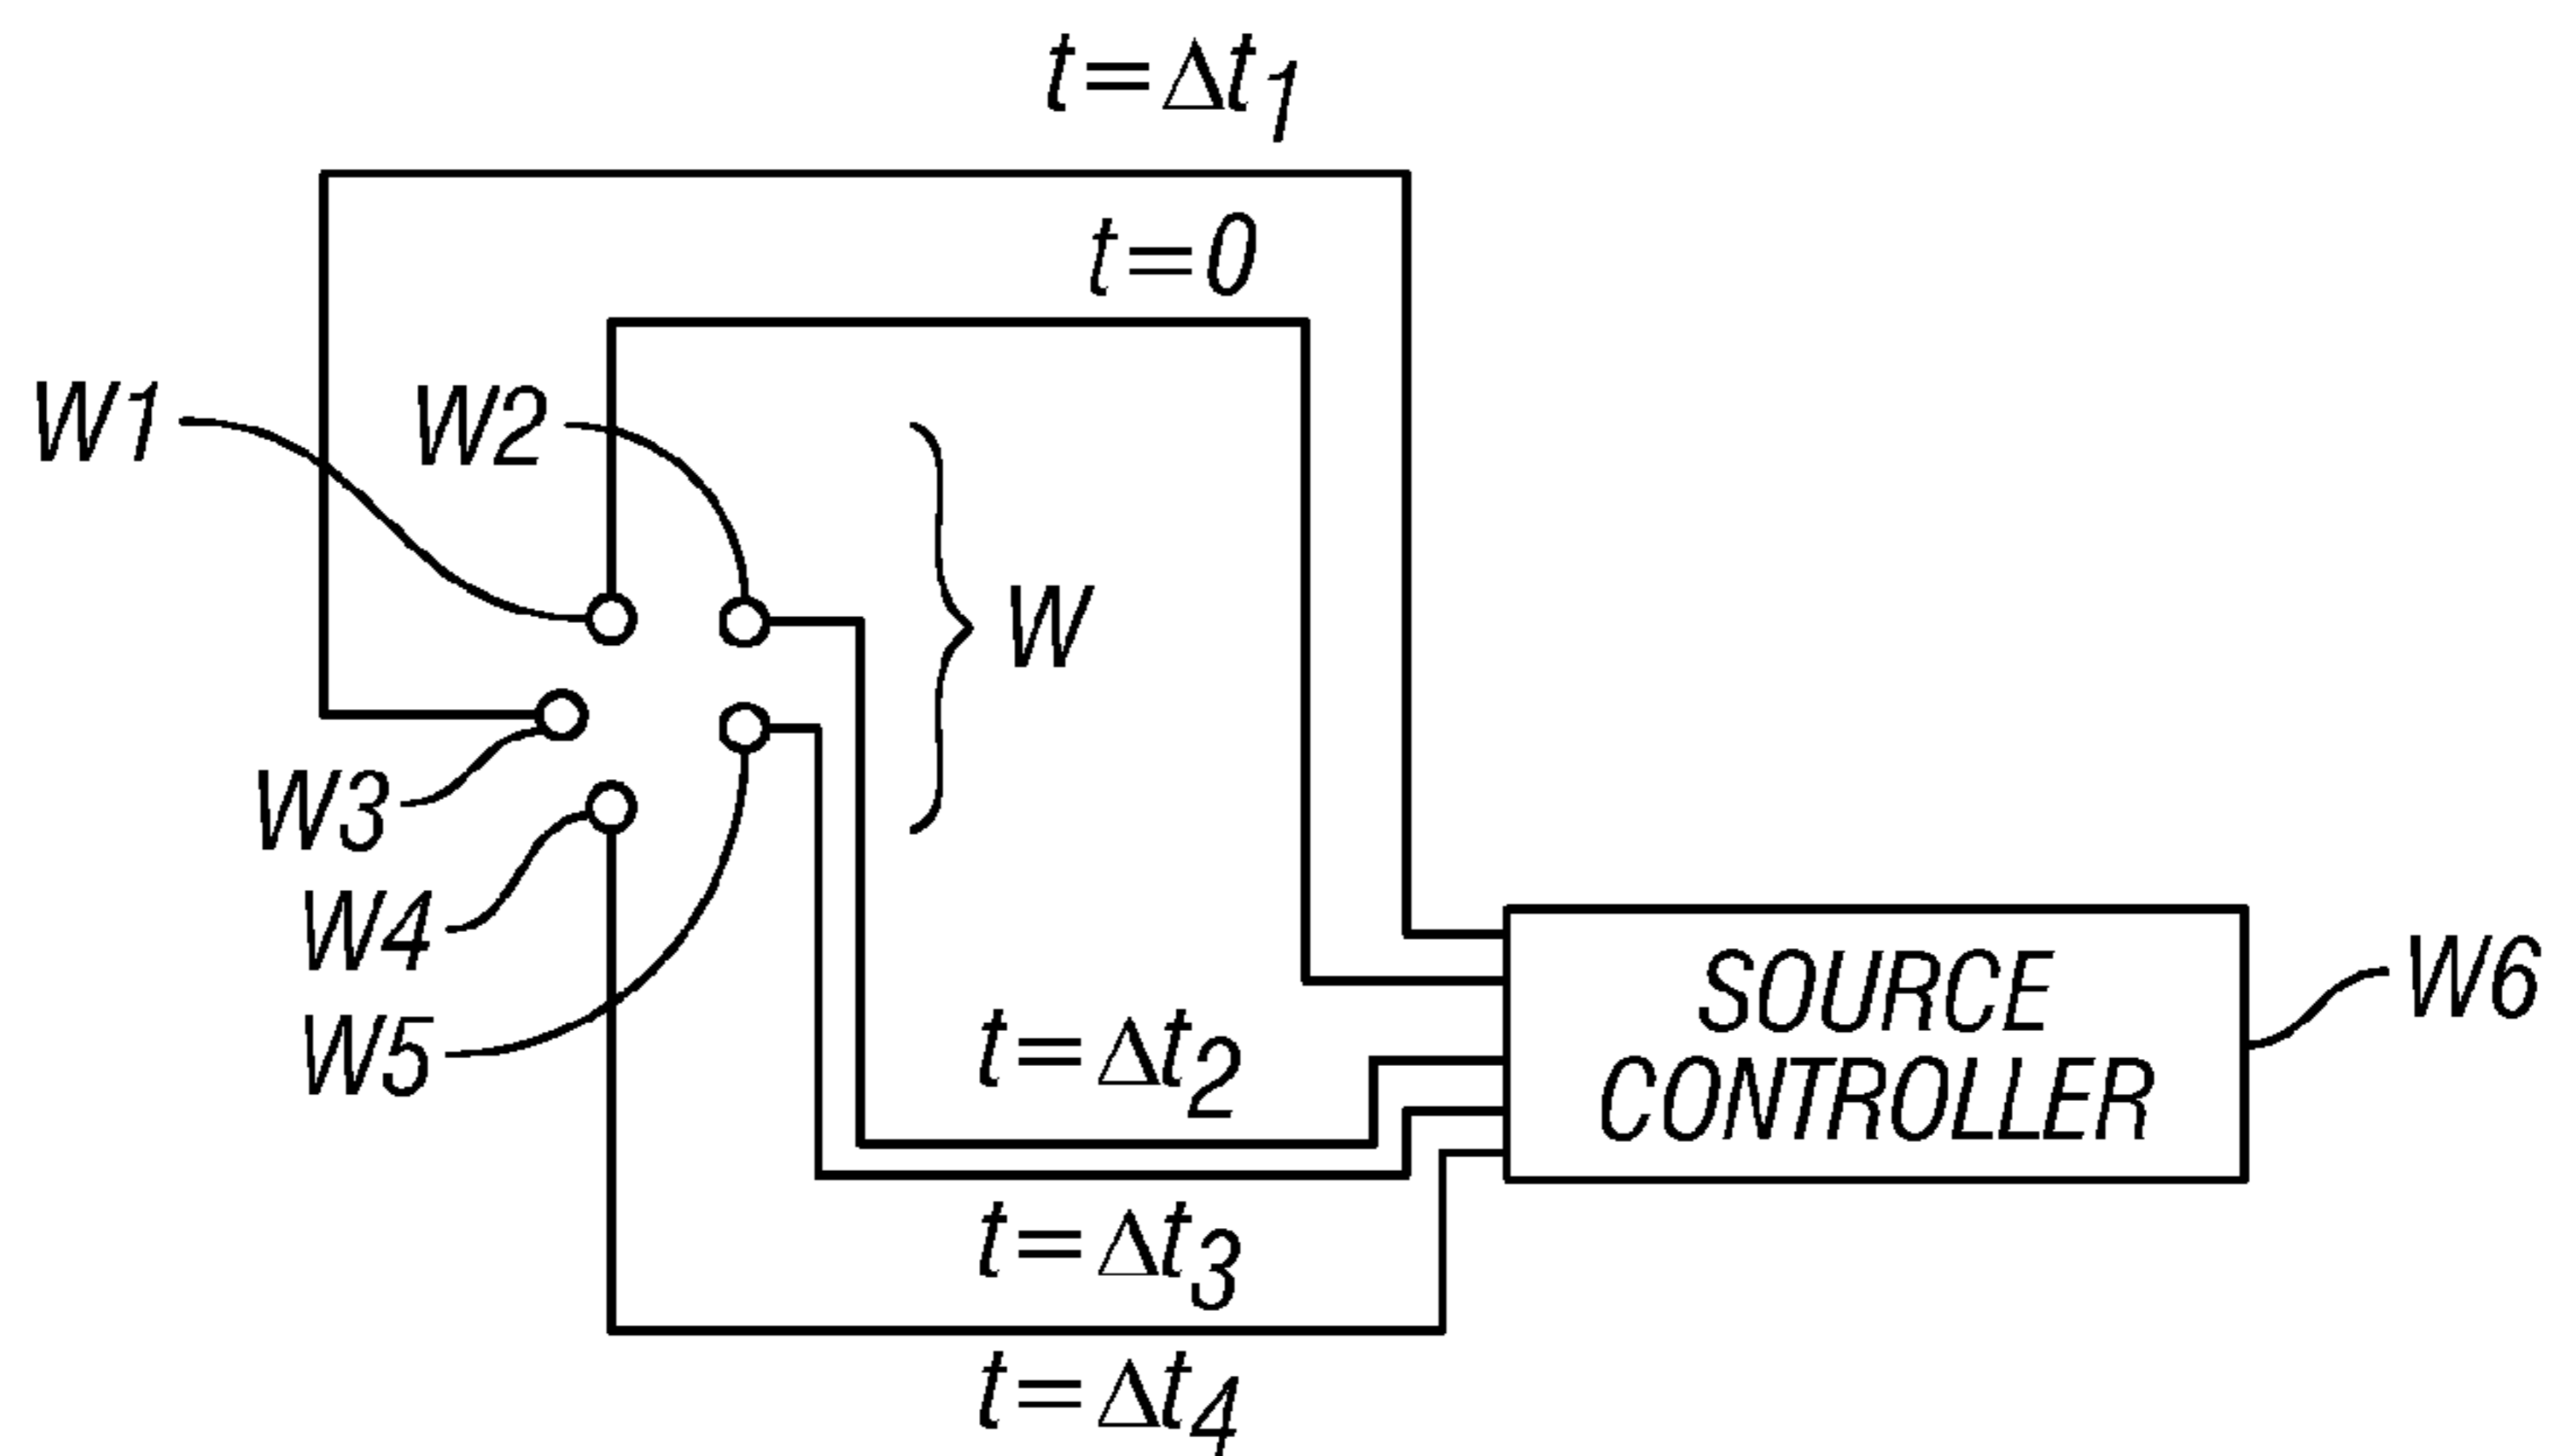 t=Δt1
t=0
W1
W2
W
W3
W4
W5
SOURCE
CONTROLLER
W6
t=Δt2
t=Δt3
t=Δt4